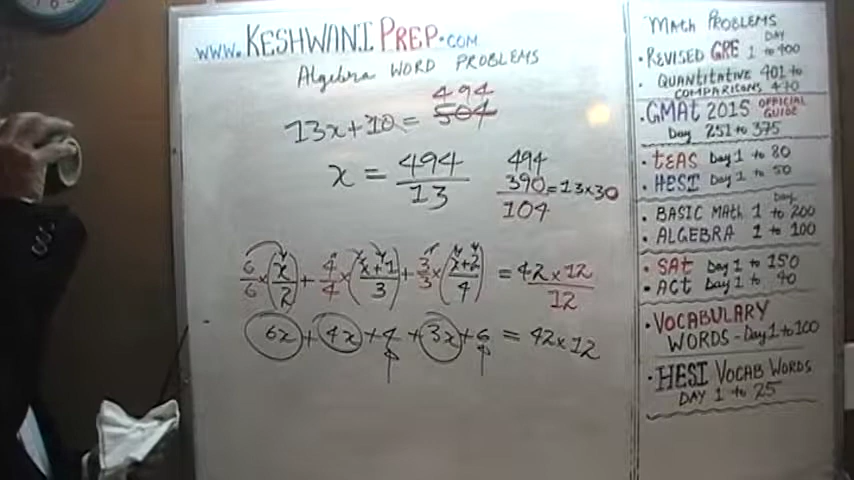 www.KESHWANIPREP.COM
Algebra WORD PROBLEMS
494
13x+10= 504
x = 494/13
494
390=13x30
104
6/6 x (x/2) + 4/4 x (x+1/3) + 3/3 x (x+2/4) = 42x12/12
6x + 4x + 4 + 3x + 6 = 42x12
MATH PROBLEMS
DAY
• REVISED GRE 1 to 400
• QUANTITATIVE 401 to
COMPARISONS 470
• GMAT 2015 OFFICIAL GUIDE
Day 251 to 375
• TEAS Day 1 to 80
• HESI Day 1 to 50
Day
• BASIC MATH 1 to 200
• ALGEBRA 1 to 100
• SAT Day 1 to 150
• ACT Day 1 to 40
• VOCABULARY
WORDS - Day 1 to 100
• HESI VOCAB WORDS
DAY 1 to 25